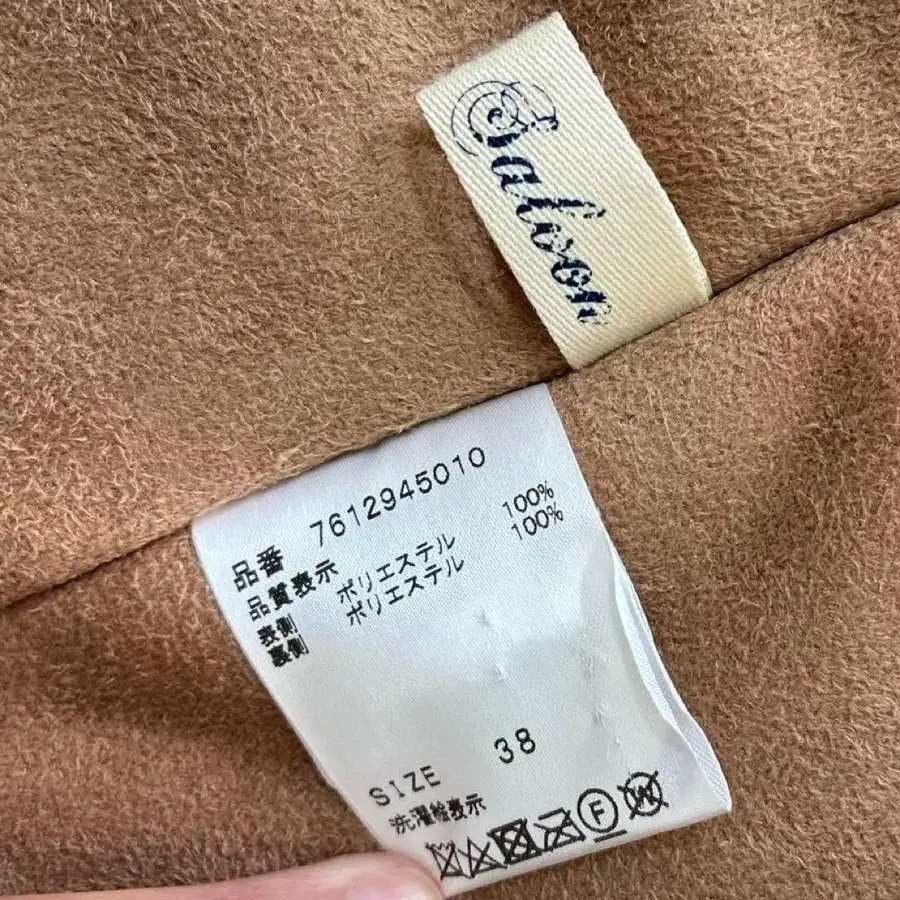 Saloon
品番 7612945010
品質表示
表側 ポリエステル 100%
裏側 ポリエステル 100%
SIZE 38
洗濯絵表示
F W